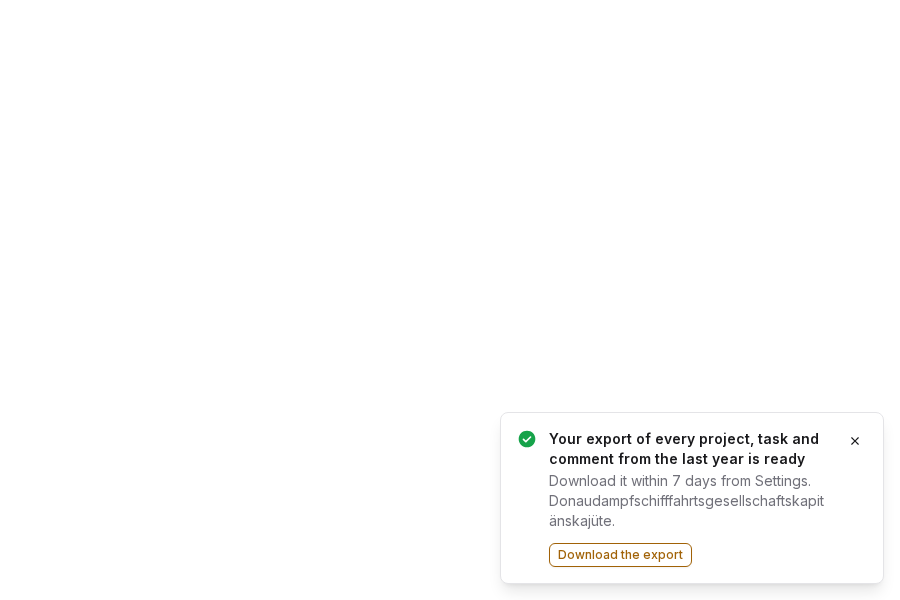 Your export of every project, task and
comment from the last year is ready
Download it within 7 days from Settings.
Donaudampfschifffahrtsgesellschaftskapit
änskajüte.
Download the export